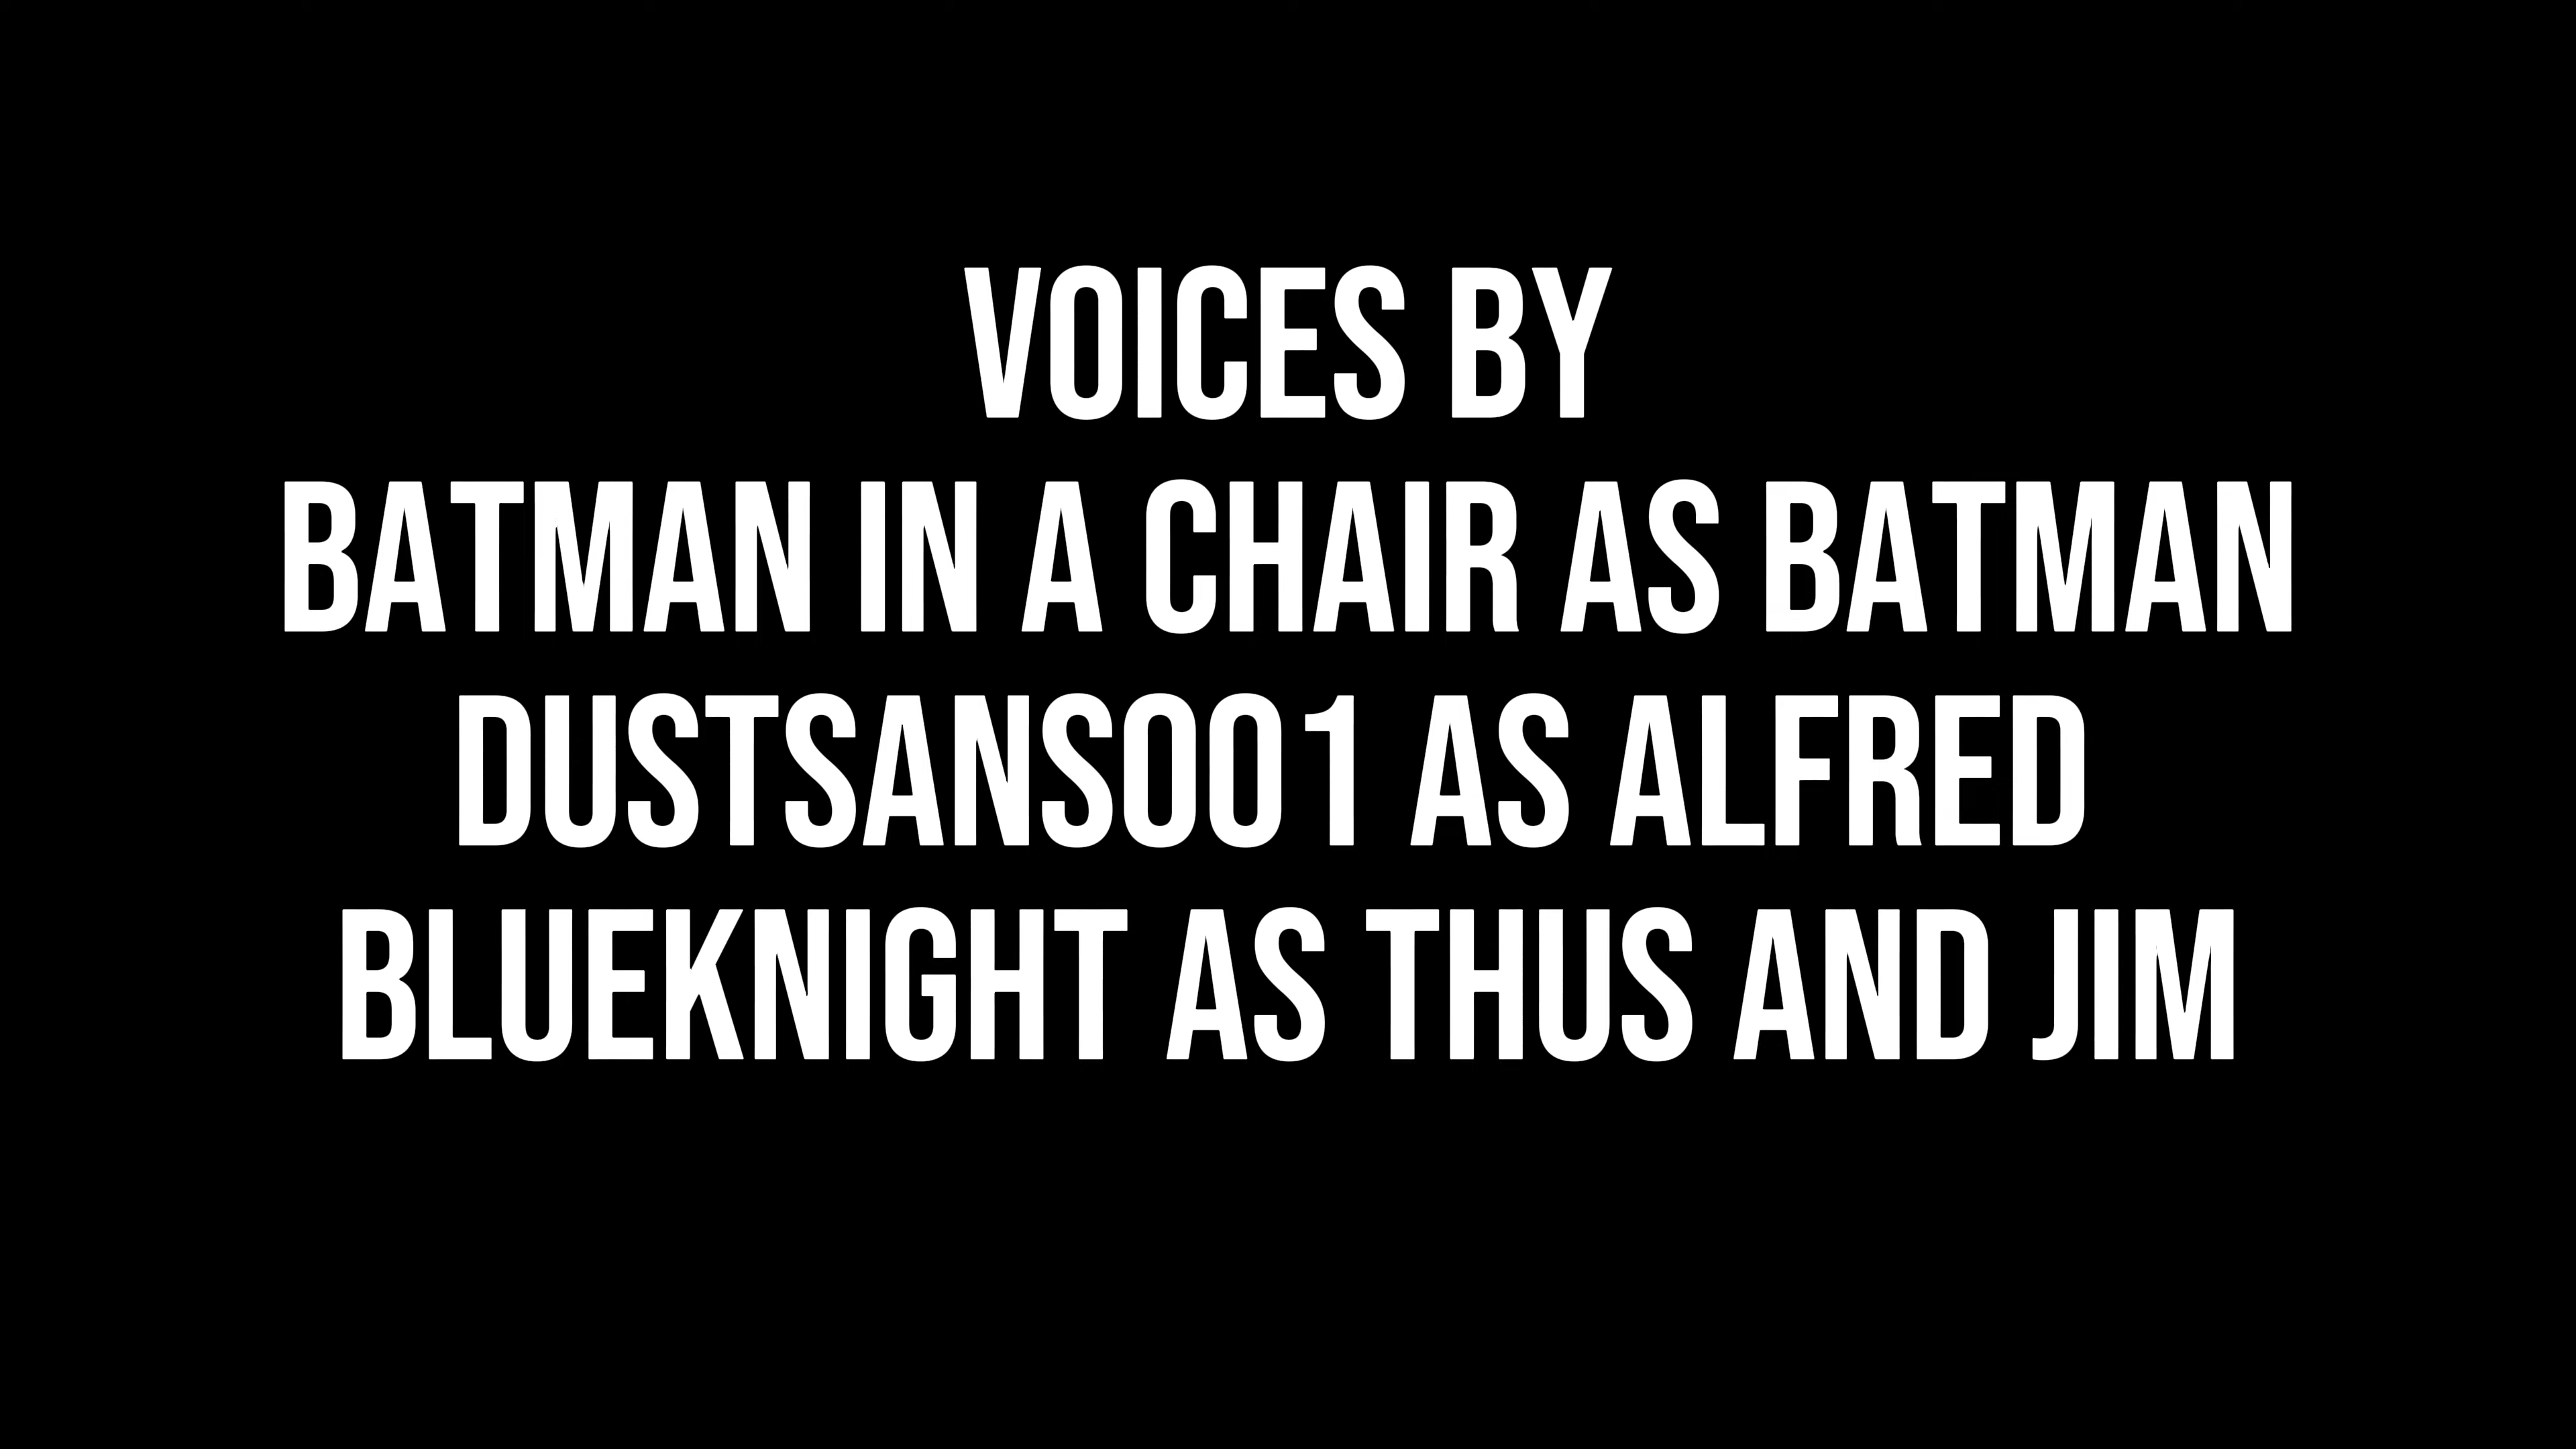 VOICES BY
BATMAN IN A CHAIR AS BATMAN
DUSTSANS001 AS ALFRED
BLUEKNIGHT AS THUS AND JIM